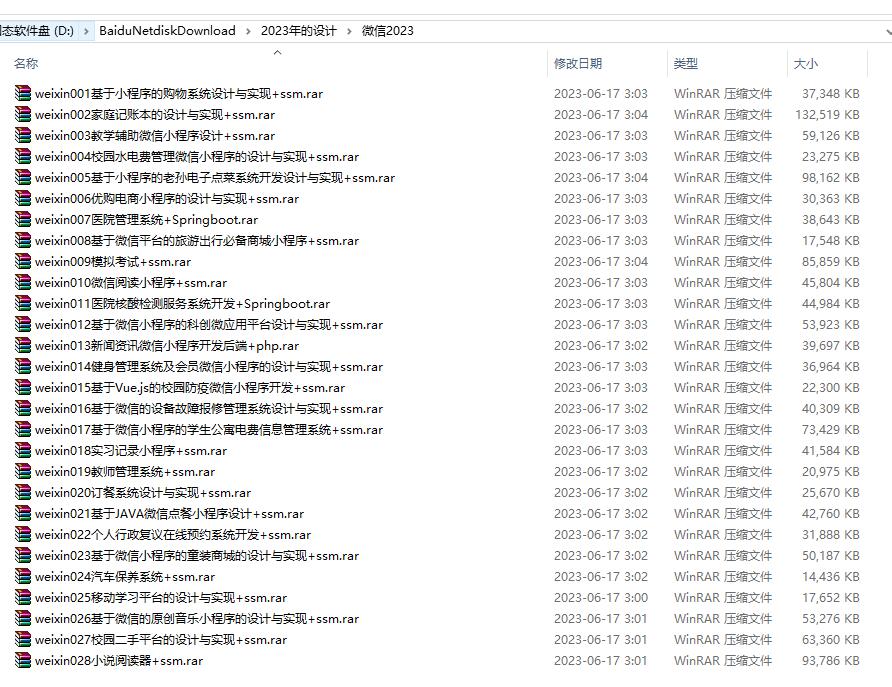 态软件盘 (D:) › BaiduNetdiskDownload › 2023年的设计 › 微信2023
名称 修改日期 类型 大小
weixin001基于小程序的购物系统设计与实现+ssm.rar 2023-06-17 3:03 WinRAR 压缩文件 37,348 KB
weixin002家庭记账本的设计与实现+ssm.rar 2023-06-17 3:04 WinRAR 压缩文件 132,519 KB
weixin003教学辅助微信小程序设计+ssm.rar 2023-06-17 3:03 WinRAR 压缩文件 59,126 KB
weixin004校园水电费管理微信小程序的设计与实现+ssm.rar 2023-06-17 3:03 WinRAR 压缩文件 23,275 KB
weixin005基于小程序的老孙电子点菜系统开发设计与实现+ssm.rar 2023-06-17 3:04 WinRAR 压缩文件 98,162 KB
weixin006优购电商小程序的设计与实现+ssm.rar 2023-06-17 3:03 WinRAR 压缩文件 30,363 KB
weixin007医院管理系统+Springboot.rar 2023-06-17 3:03 WinRAR 压缩文件 38,643 KB
weixin008基于微信平台的旅游出行必备商城小程序+ssm.rar 2023-06-17 3:03 WinRAR 压缩文件 17,548 KB
weixin009模拟考试+ssm.rar 2023-06-17 3:04 WinRAR 压缩文件 85,859 KB
weixin010微信阅读小程序+ssm.rar 2023-06-17 3:03 WinRAR 压缩文件 45,804 KB
weixin011医院核酸检测服务系统开发+Springboot.rar 2023-06-17 3:03 WinRAR 压缩文件 44,984 KB
weixin012基于微信小程序的科创微应用平台设计与实现+ssm.rar 2023-06-17 3:03 WinRAR 压缩文件 53,923 KB
weixin013新闻资讯微信小程序开发后端+php.rar 2023-06-17 3:02 WinRAR 压缩文件 39,697 KB
weixin014健身管理系统及会员微信小程序的设计与实现+ssm.rar 2023-06-17 3:03 WinRAR 压缩文件 36,964 KB
weixin015基于Vue.js的校园防疫微信小程序开发+ssm.rar 2023-06-17 3:03 WinRAR 压缩文件 22,300 KB
weixin016基于微信的设备故障报修管理系统设计与实现+ssm.rar 2023-06-17 3:02 WinRAR 压缩文件 40,309 KB
weixin017基于微信小程序的学生公寓电费信息管理系统+ssm.rar 2023-06-17 3:03 WinRAR 压缩文件 73,429 KB
weixin018实习记录小程序+ssm.rar 2023-06-17 3:03 WinRAR 压缩文件 41,584 KB
weixin019教师管理系统+ssm.rar 2023-06-17 3:02 WinRAR 压缩文件 20,975 KB
weixin020订餐系统设计与实现+ssm.rar 2023-06-17 3:02 WinRAR 压缩文件 25,670 KB
weixin021基于JAVA微信点餐小程序设计+ssm.rar 2023-06-17 3:02 WinRAR 压缩文件 42,760 KB
weixin022个人行政复议在线预约系统开发+ssm.rar 2023-06-17 3:02 WinRAR 压缩文件 31,888 KB
weixin023基于微信小程序的童装商城的设计与实现+ssm.rar 2023-06-17 3:02 WinRAR 压缩文件 50,187 KB
weixin024汽车保养系统+ssm.rar 2023-06-17 3:02 WinRAR 压缩文件 14,436 KB
weixin025移动学习平台的设计与实现+ssm.rar 2023-06-17 3:00 WinRAR 压缩文件 17,652 KB
weixin026基于微信的原创音乐小程序的设计与实现+ssm.rar 2023-06-17 3:01 WinRAR 压缩文件 53,276 KB
weixin027校园二手平台的设计与实现+ssm.rar 2023-06-17 3:01 WinRAR 压缩文件 63,360 KB
weixin028小说阅读器+ssm.rar 2023-06-17 3:01 WinRAR 压缩文件 93,786 KB